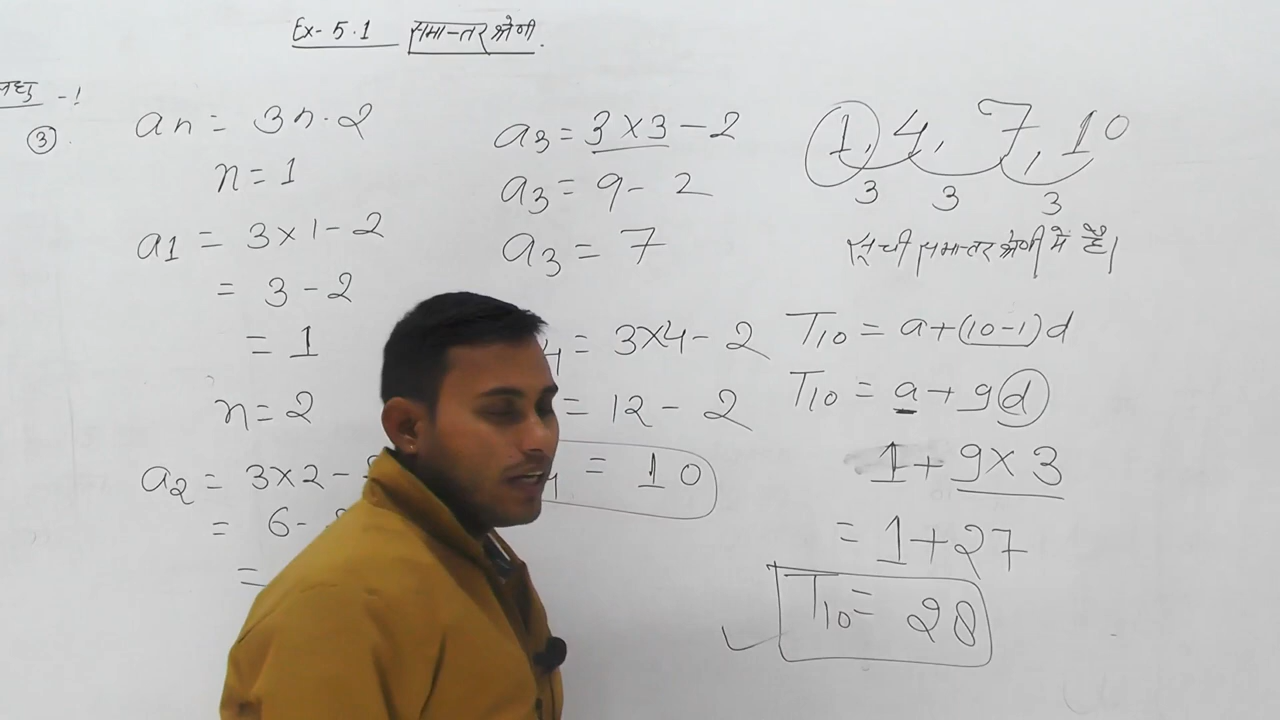 Ex- 5.1 समान्तर श्रेणी.
-1
③.
an = 3n-2
n = 1
a1 = 3×1-2
= 3-2
= 1
n = 2
a2 = 3×2-
= 6-
=
a3 = 3×3-2
a3 = 9-2
a3 = 7
4 = 3×4-2
= 12-2
= 10
1, 4, 7, 10
3 3 3
सूची समान्तर श्रेणी में है।
T10 = a+(10-1)d
T10 = a+9d
1+9×3
= 1+27
T10 = 28